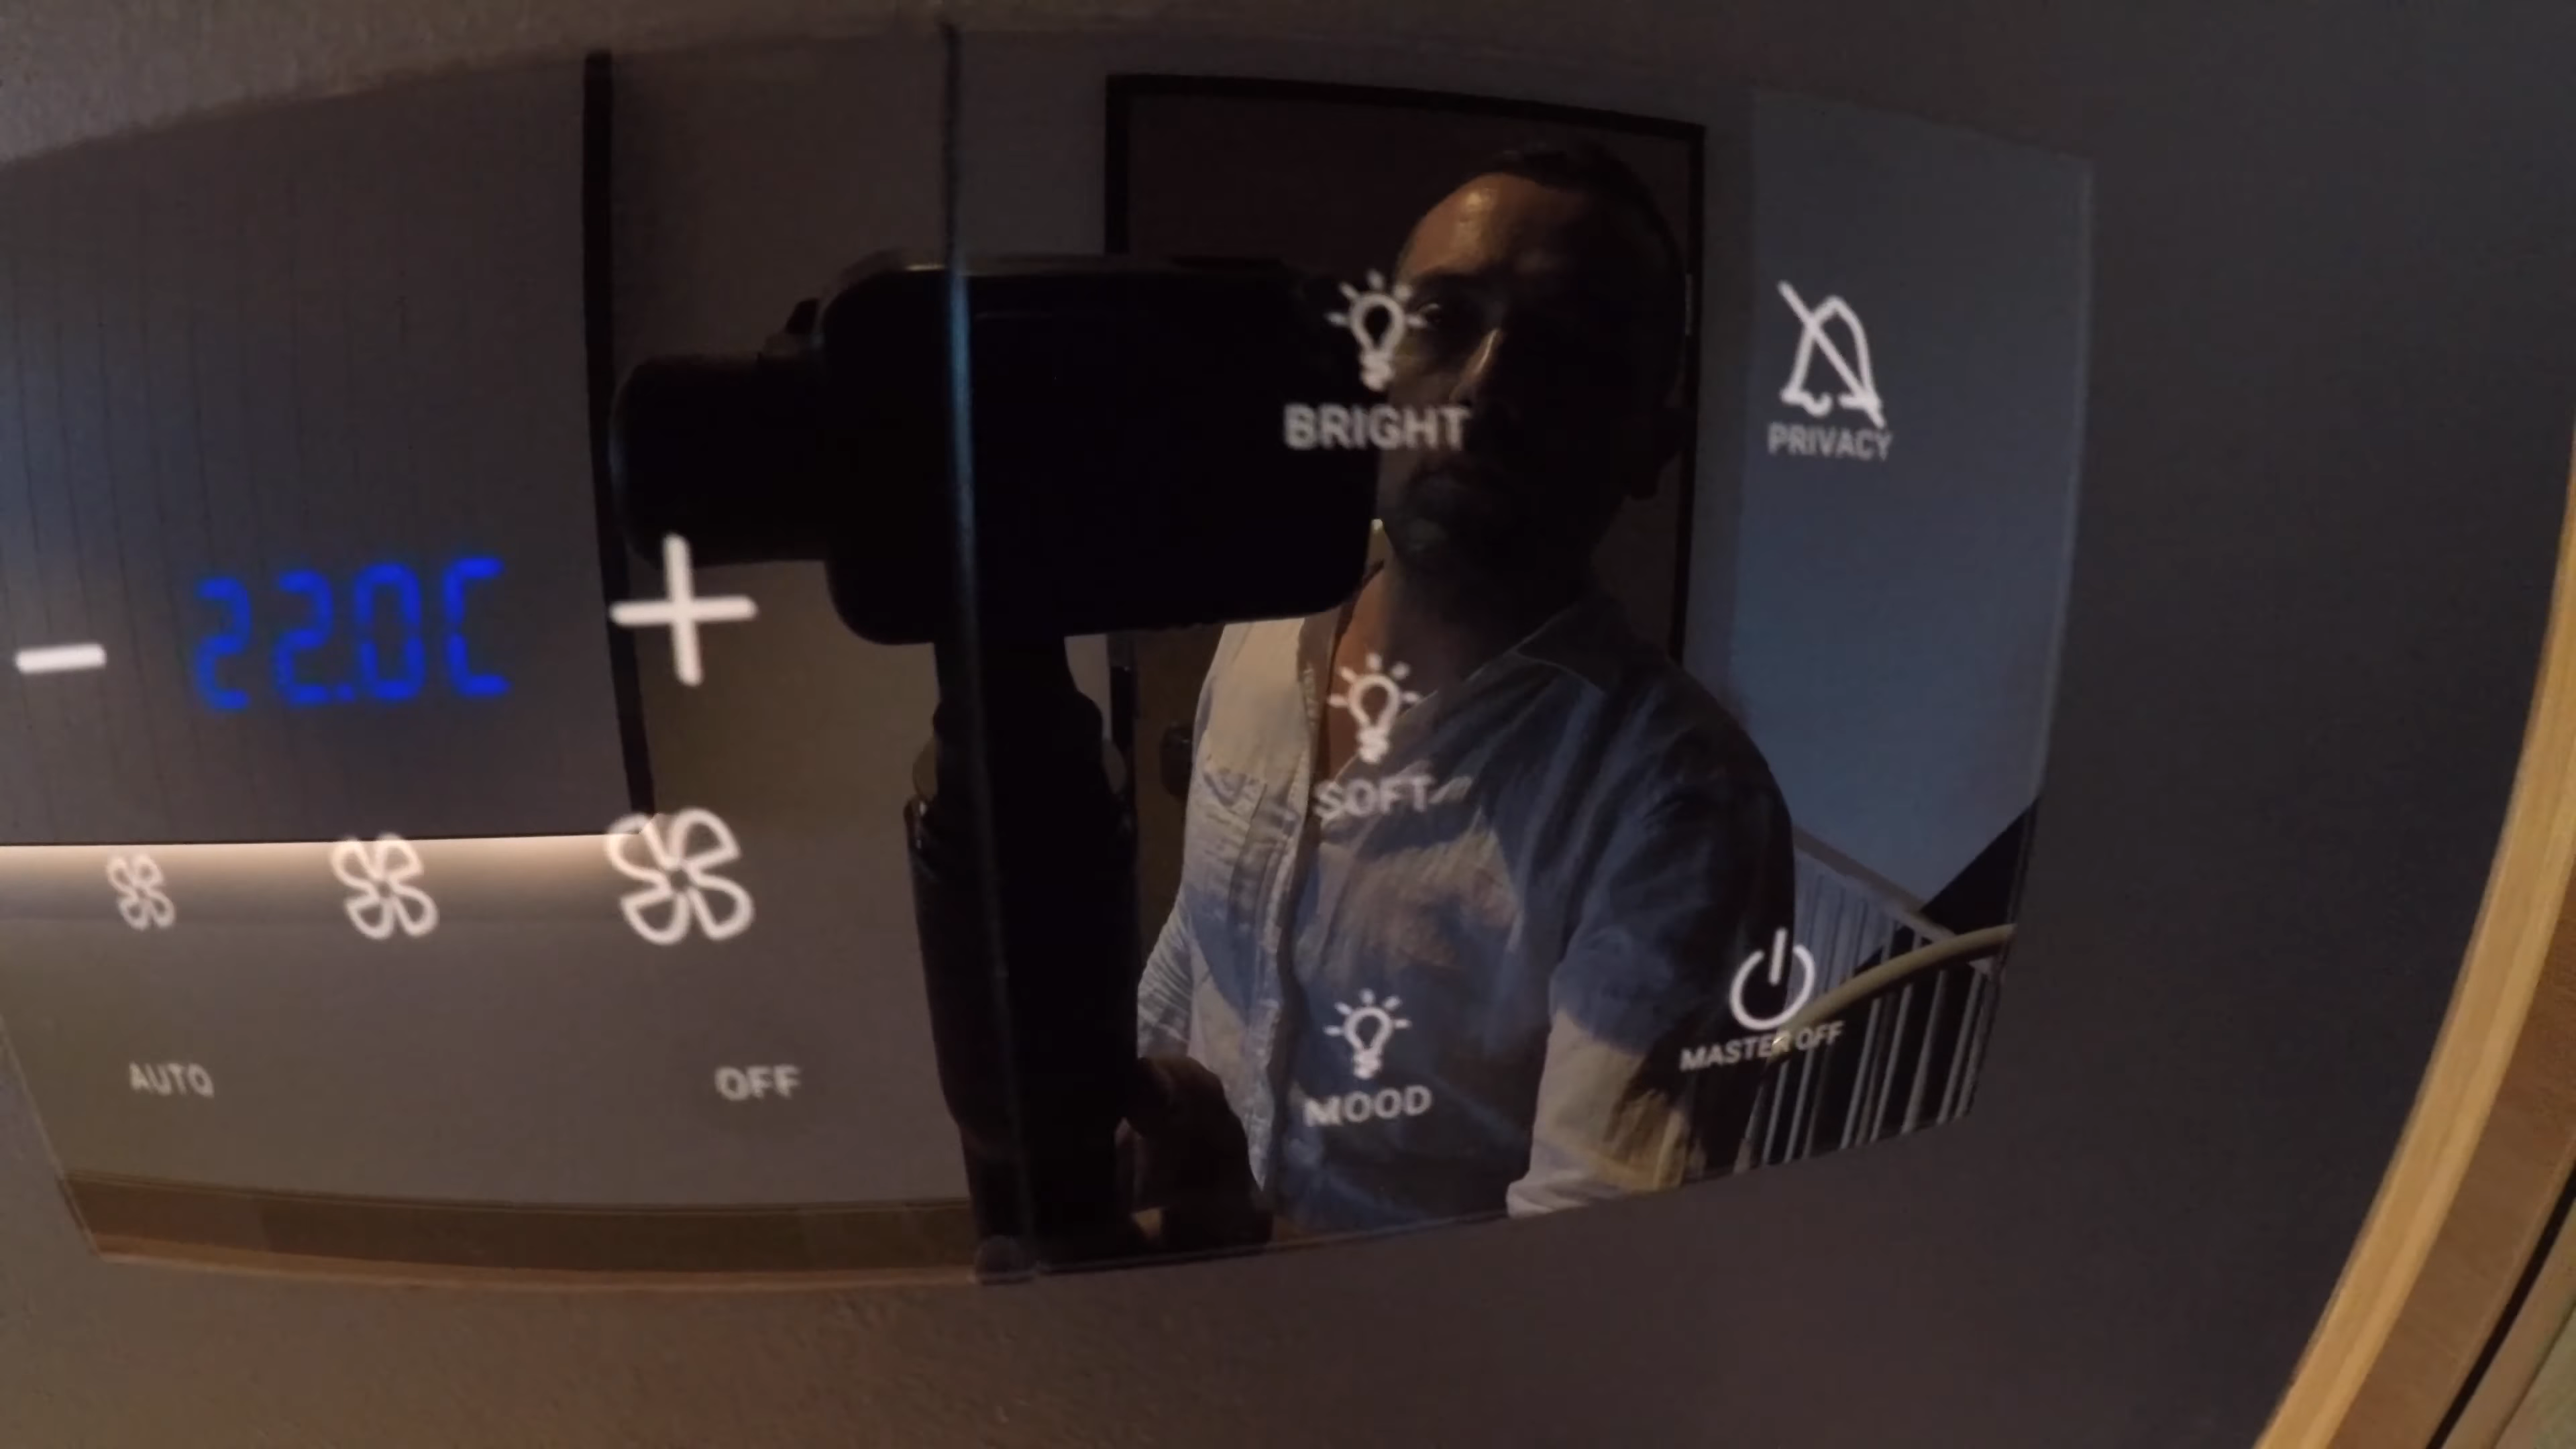 BRIGHT
PRIVACY
- 22.0C +
SOFT
AUTO
OFF
MOOD
MASTER OFF